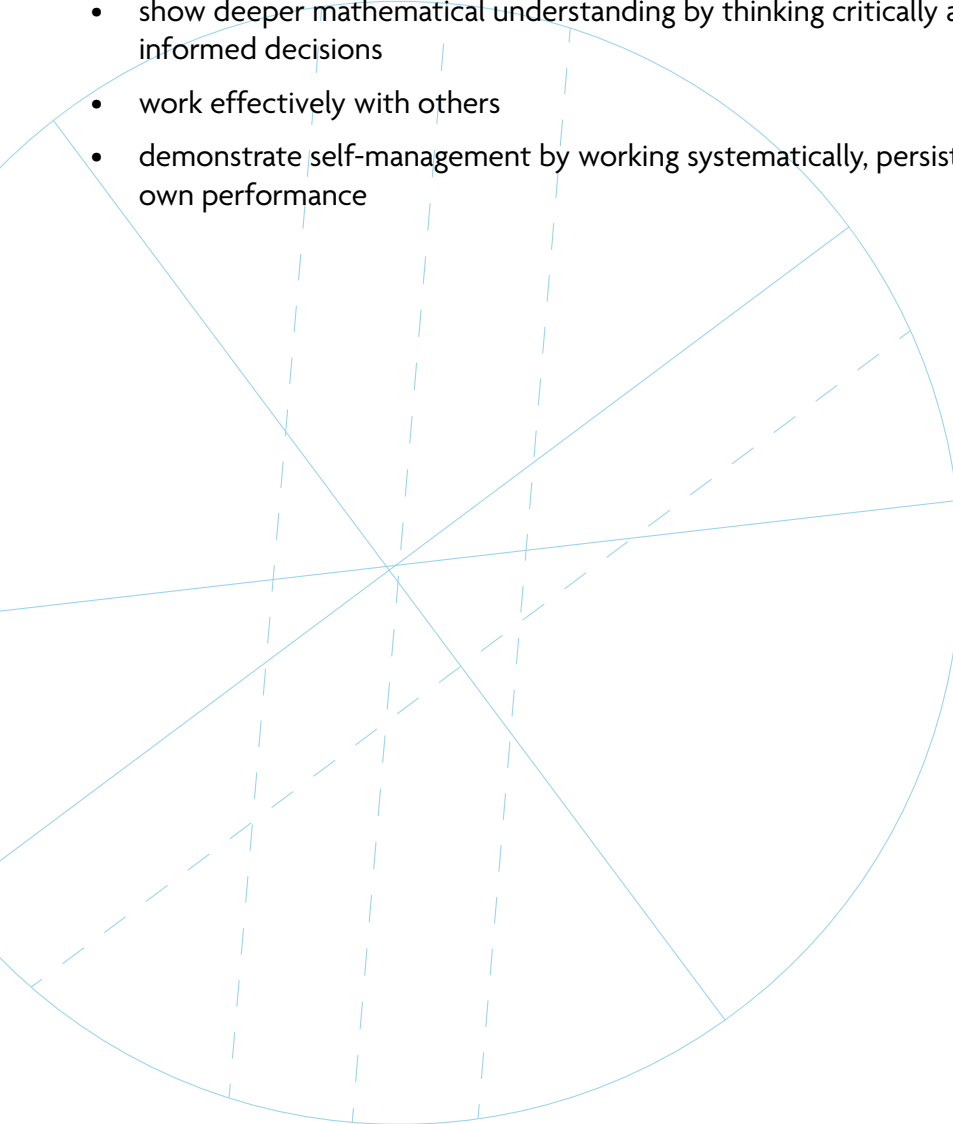 • show deeper mathematical understanding by thinking critically
informed decisions
• work effectively with others
• demonstrate self-management by working systematically,
own performance